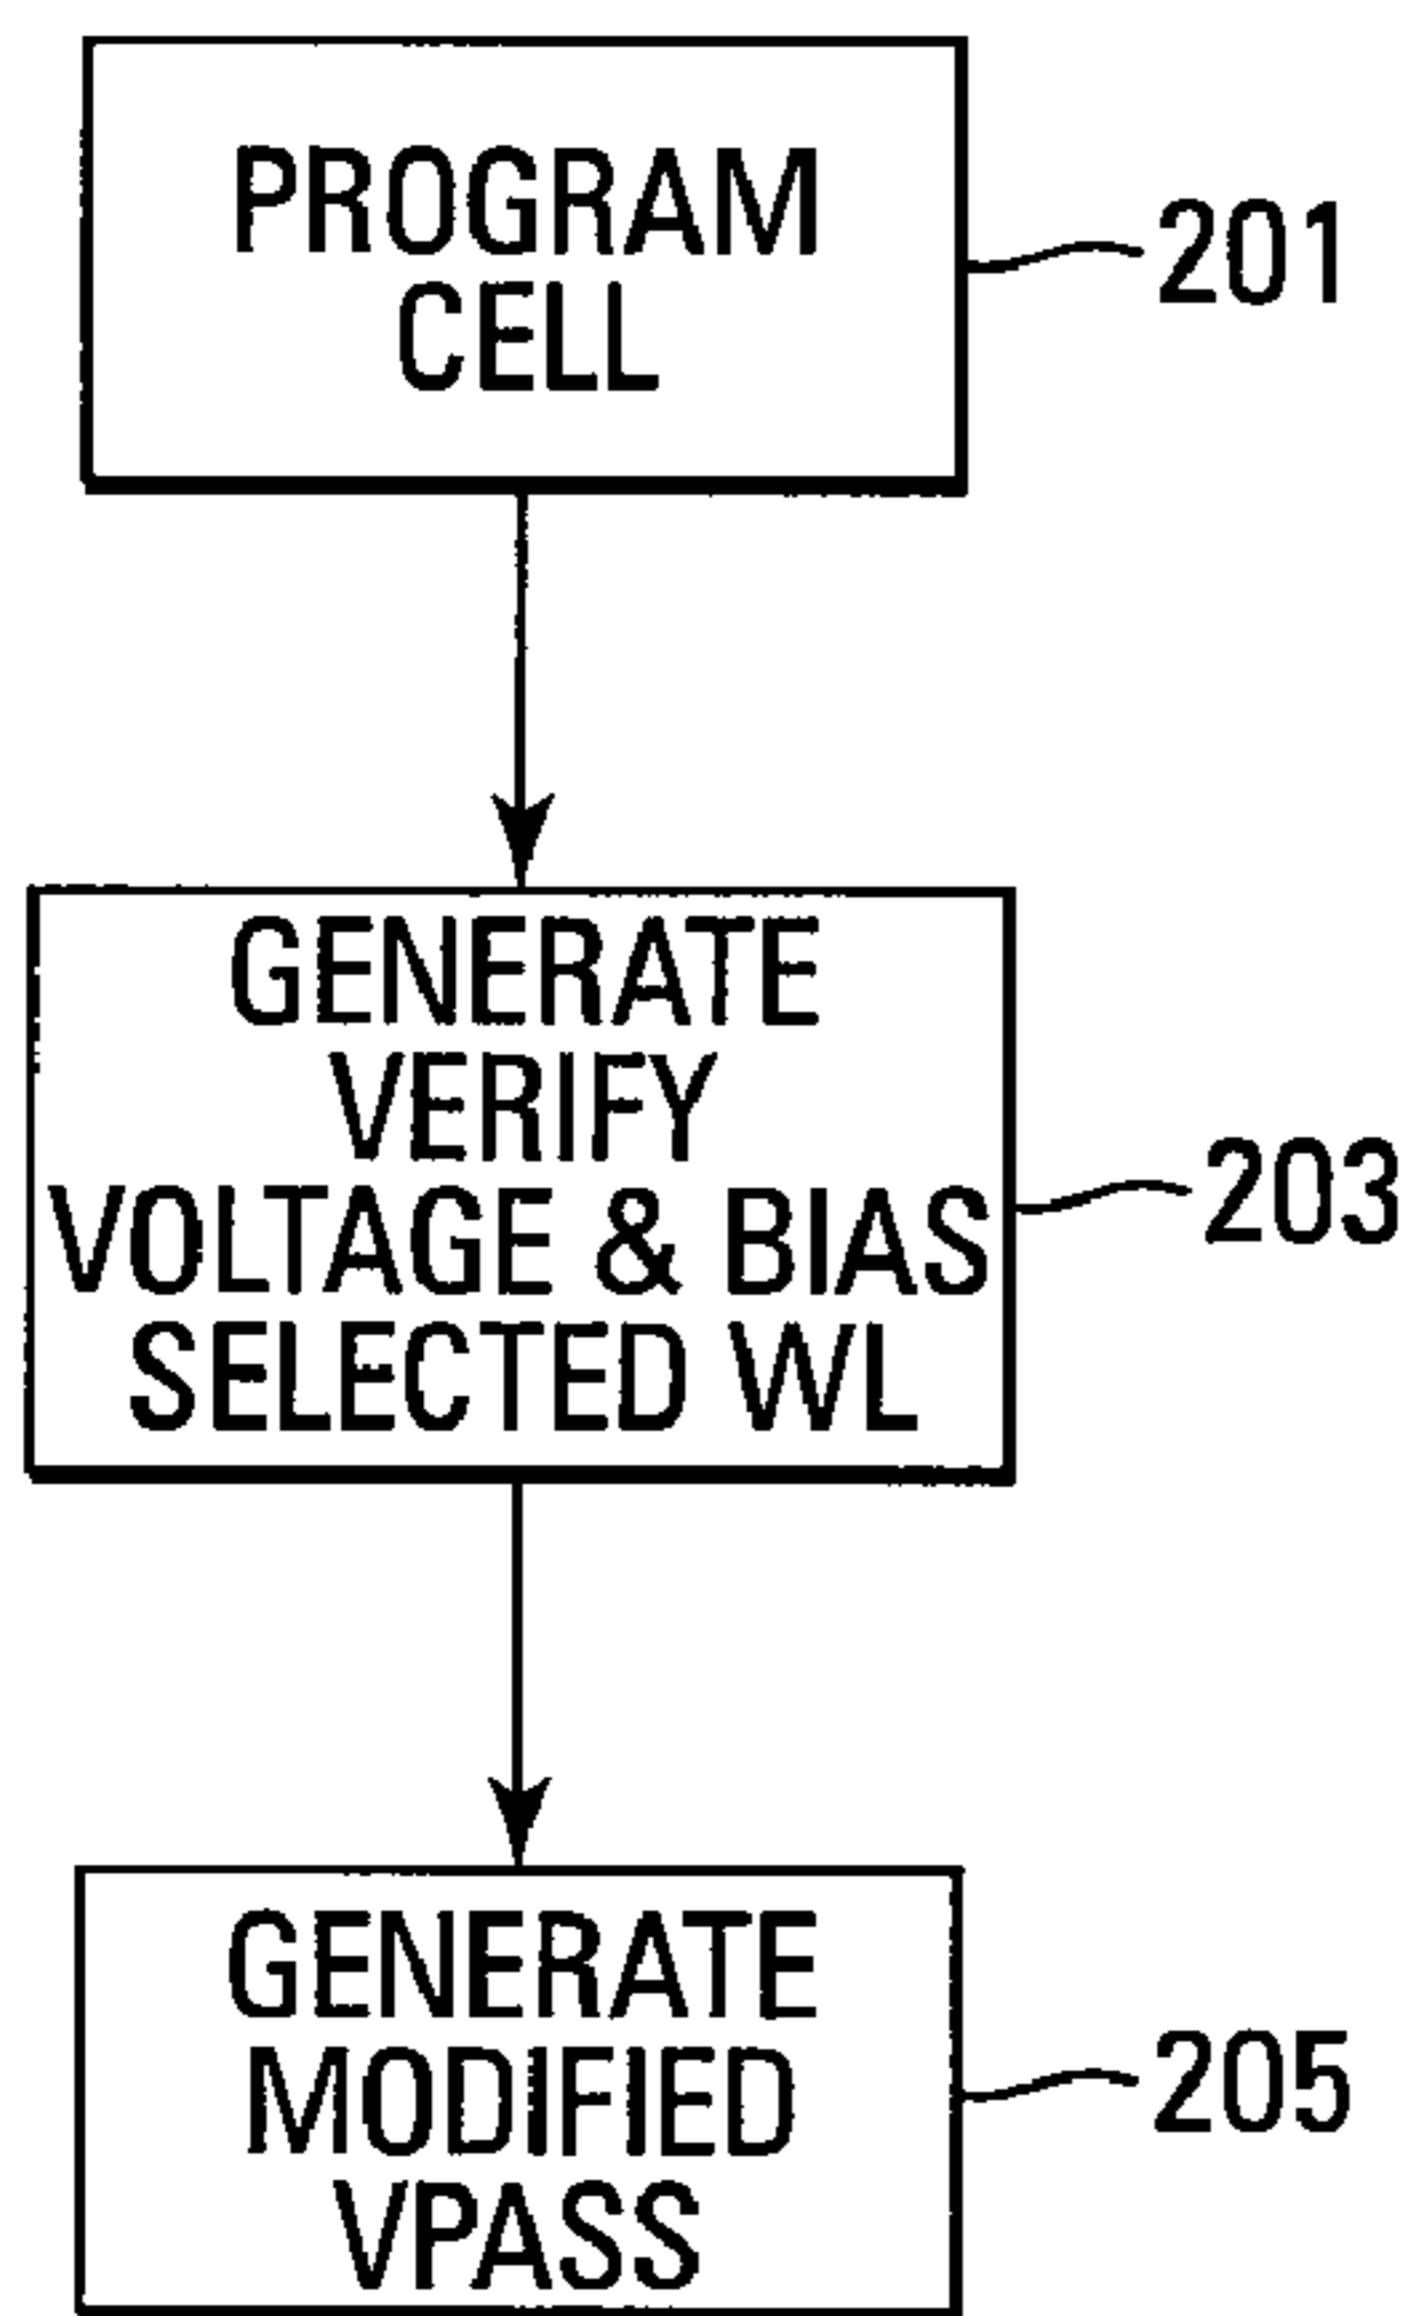 PROGRAM
CELL
201
GENERATE
VERIFY
VOLTAGE & BIAS
SELECTED WL
203
GENERATE
MODIFIED
VPASS
205